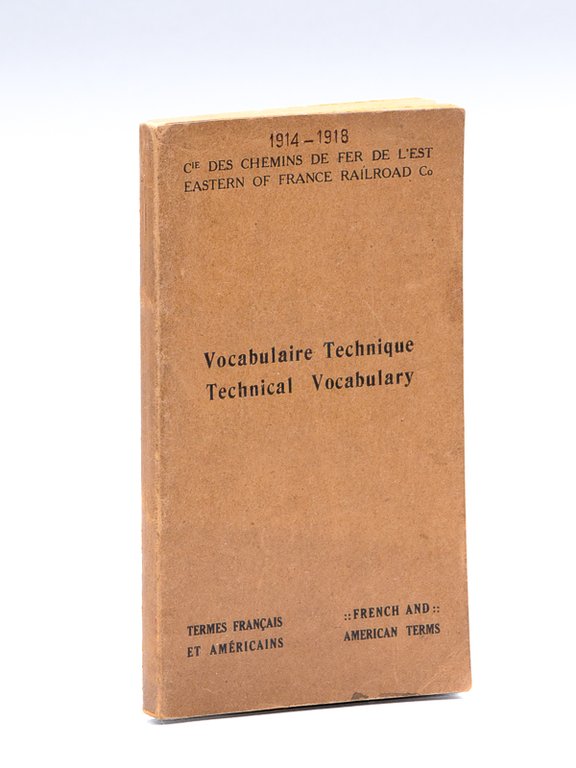 1914-1918
CIE DES CHEMINS DE FER DE L'EST
EASTERN OF FRANCE RAILROAD Co
Vocabulaire Technique
Technical Vocabulary
TERMES FRANÇAIS
ET AMÉRICAINS
::FRENCH AND::
AMERICAN TERMS